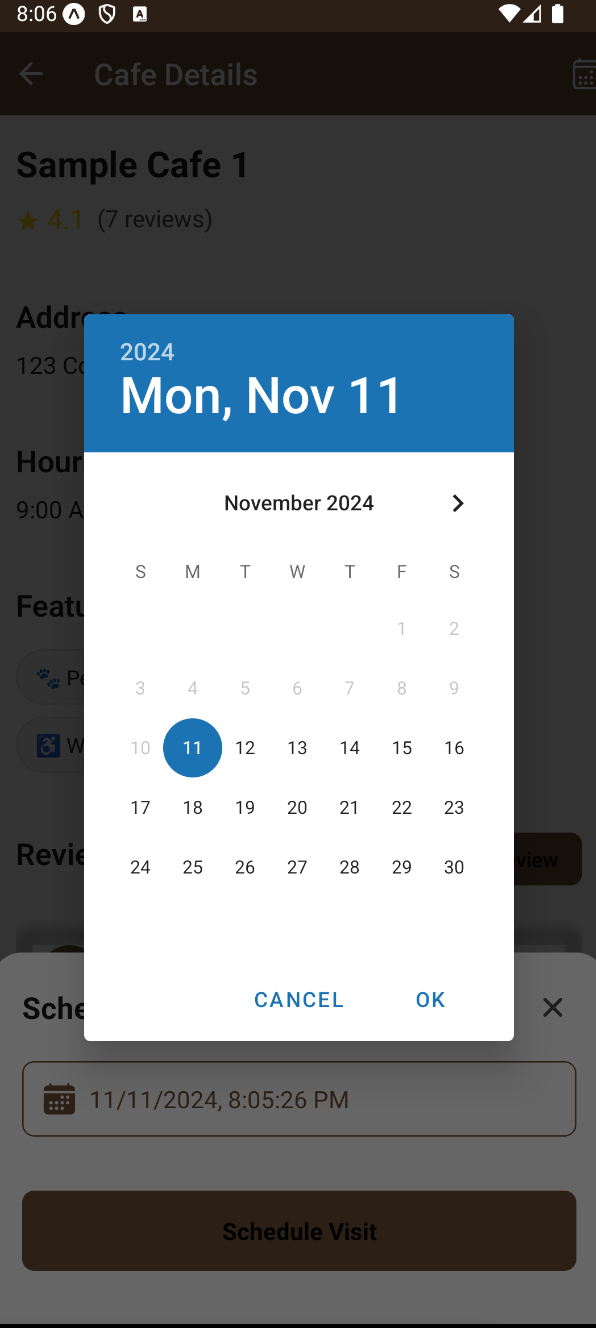 8:06
Cafe Details
Sample Cafe 1
★ 4.1 (7 reviews)
Addre
123 Co
2024
Mon, Nov 11
Hour
9:00 A
November 2024
S M T W T F S
1 2
Featu
3 4 5 6 7 8 9
10 11 12 13 14 15 16
17 18 19 20 21 22 23
Revie
24 25 26 27 28 29 30
CANCEL OK
Sche
11/11/2024, 8:05:26 PM
Schedule Visit